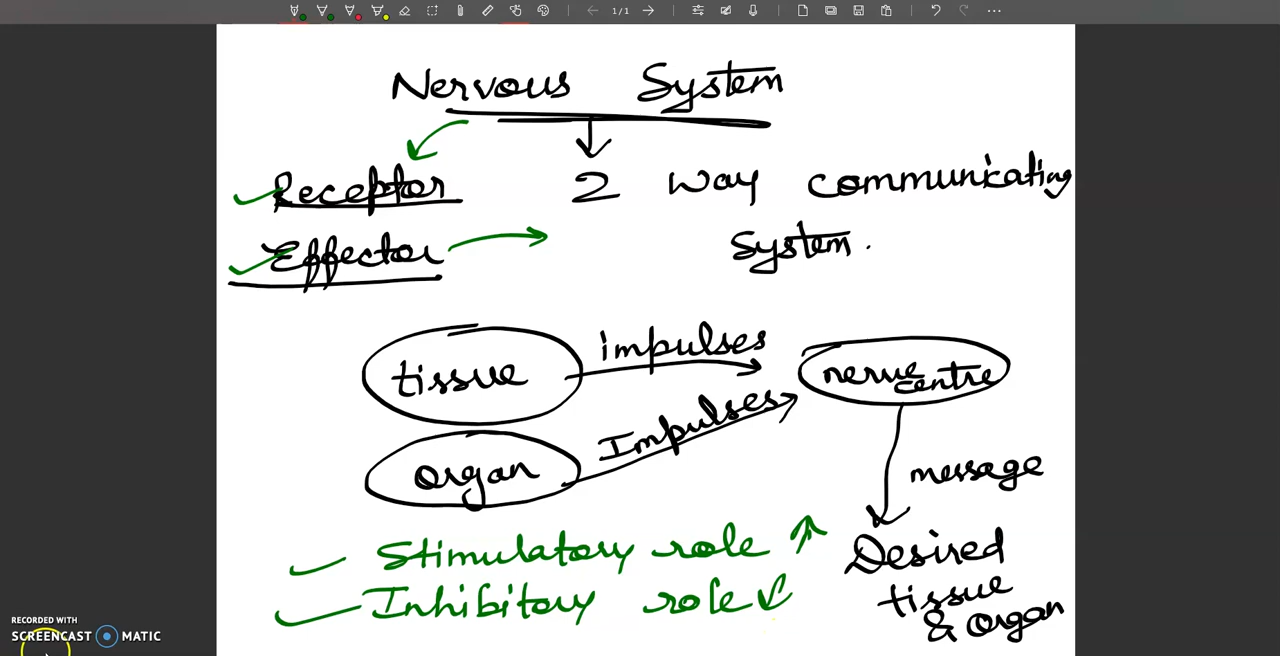 1/1
Nervous System
Receptor 2 way communicating
Effector System.
tissue impulses nerve centre
organ Impulses
message
Stimulatory role
Inhibitory role
Desired
tissue
& organ
RECORDED WITH
SCREENCAST MATIC